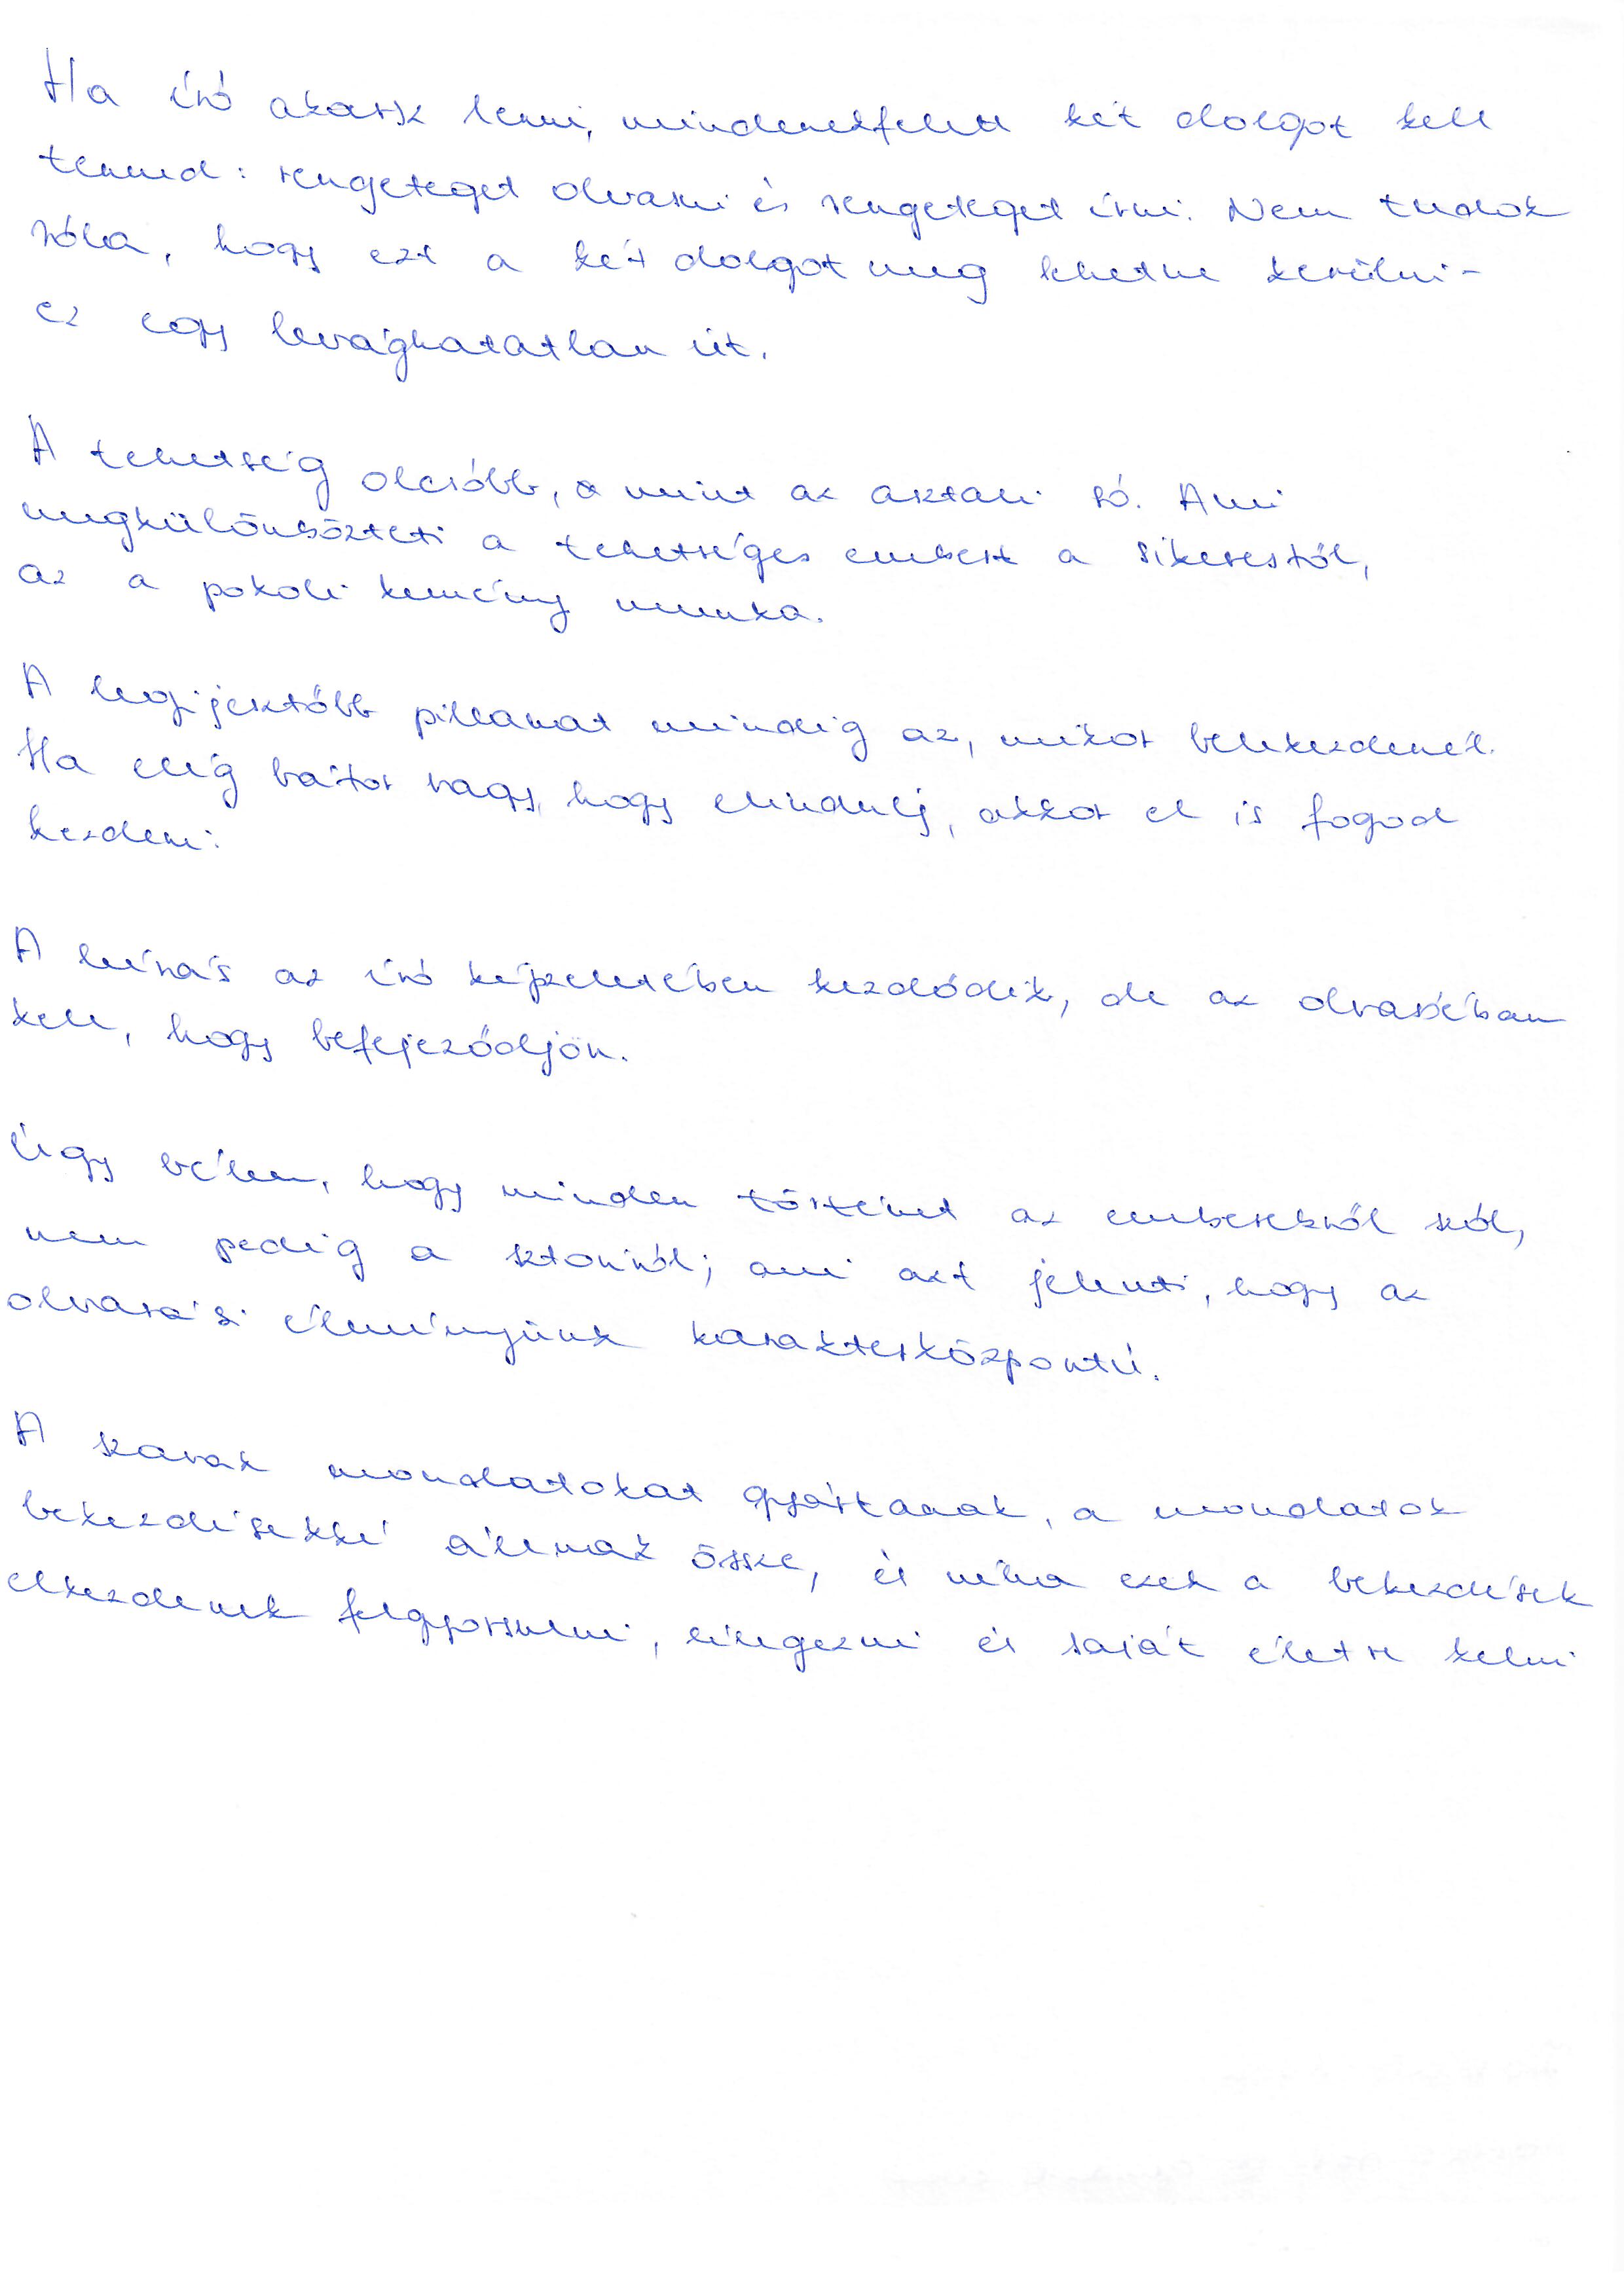 Ha író akarsz lenni, mindenekfelett két dolgot kell
tenned: rengeteget olvasni és rengeteget írni. Nem tudok
róla, hogy ezt a két dolgot meg lehetne kerülni -
ez egy levághatatlan út.
A tehetség olcsóbb, a mint az asztali só. Ami
megkülönbözteti a tehetséges embert a sikerestől,
az a pokoli kemény munka.
A legijesztőbb pillanat mindig az, mikor belekezdenél.
Ha elég bátor vagy, hogy elindulj, akkor el is fogod
kezdeni.
A leírás az író képzeletében kezdődik, de az olvasóéban
kell, hogy befejeződjön.
Úgy vélem, hogy minden történet az emberekről szól,
nem pedig a sztoriról; ami azt jelenti, hogy az
olvasási élményünk karakterközpontú.
A szavak mondatokat gyártanak, a mondatok
bekezdésekké állnak össze, és néha ezek a bekezdések
elkezdenek felgyorsulni, lélegezni és saját életre kelni